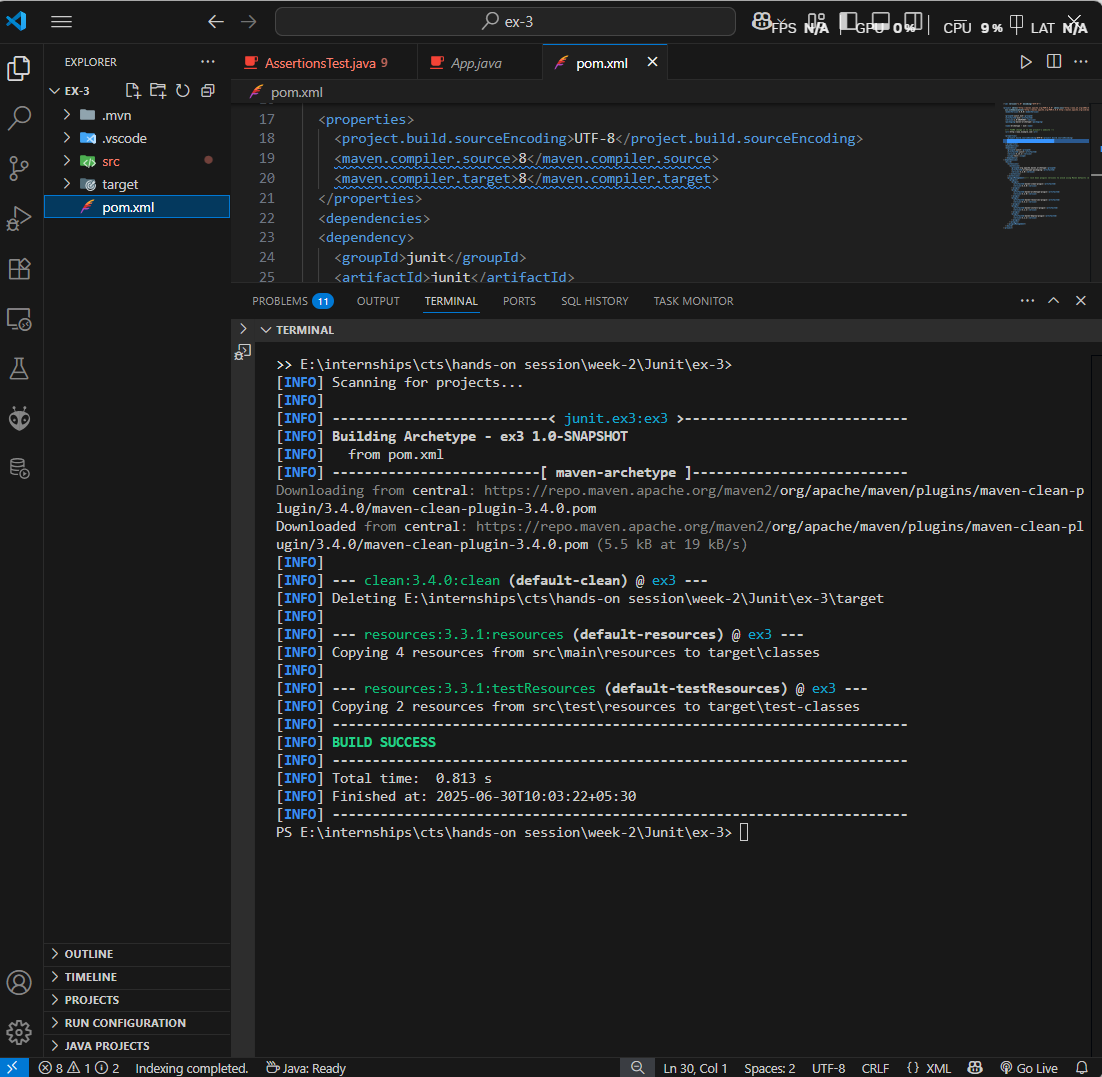 ex-3
FPS N/A GPU 0% CPU 9% LAT N/A
EXPLORER
AssertionsTest.java 9
App.java
pom.xml
EX-3
pom.xml
.mvn
.vscode
src
target
pom.xml
17 <properties>
18 <project.build.sourceEncoding>UTF-8</project.build.sourceEncoding>
19 <maven.compiler.source>8</maven.compiler.source>
20 <maven.compiler.target>8</maven.compiler.target>
21 </properties>
22 <dependencies>
23 <dependency>
24 <groupId>junit</groupId>
25 <artifactId>junit</artifactId>
PROBLEMS 11 OUTPUT TERMINAL PORTS SQL HISTORY TASK MONITOR
TERMINAL
>> E:\internships\cts\hands-on session\week-2\Junit\ex-3>
[INFO] Scanning for projects...
[INFO]
[INFO] ---------------------------< junit.ex3:ex3 >----------------------------
[INFO] Building Archetype - ex3 1.0-SNAPSHOT
[INFO]   from pom.xml
[INFO] --------------------------[ maven-archetype ]---------------------------
Downloading from central: https://repo.maven.apache.org/maven2/org/apache/maven/plugins/maven-clean-p
lugin/3.4.0/maven-clean-plugin-3.4.0.pom
Downloaded from central: https://repo.maven.apache.org/maven2/org/apache/maven/plugins/maven-clean-pl
ugin/3.4.0/maven-clean-plugin-3.4.0.pom (5.5 kB at 19 kB/s)
[INFO]
[INFO] --- clean:3.4.0:clean (default-clean) @ ex3 ---
[INFO] Deleting E:\internships\cts\hands-on session\week-2\Junit\ex-3\target
[INFO]
[INFO] --- resources:3.3.1:resources (default-resources) @ ex3 ---
[INFO] Copying 4 resources from src\main\resources to target\classes
[INFO]
[INFO] --- resources:3.3.1:testResources (default-testResources) @ ex3 ---
[INFO] Copying 2 resources from src\test\resources to target\test-classes
[INFO] ------------------------------------------------------------------------
[INFO] BUILD SUCCESS
[INFO] ------------------------------------------------------------------------
[INFO] Total time:  0.813 s
[INFO] Finished at: 2025-06-30T10:03:22+05:30
[INFO] ------------------------------------------------------------------------
PS E:\internships\cts\hands-on session\week-2\Junit\ex-3>
OUTLINE
TIMELINE
PROJECTS
RUN CONFIGURATION
JAVA PROJECTS
8 1 2 Indexing completed. Java: Ready Ln 30, Col 1 Spaces: 2 UTF-8 CRLF {} XML Go Live